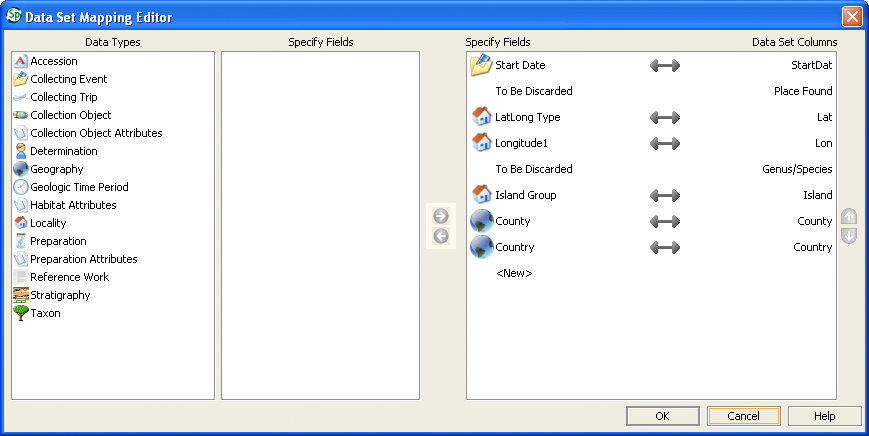 Data Set Mapping Editor
Data Types
Specify Fields
Specify Fields
Data Set Columns
Accession
Collecting Event
Collecting Trip
Collection Object
Collection Object Attributes
Determination
Geography
Geologic Time Period
Habitat Attributes
Locality
Preparation
Preparation Attributes
Reference Work
Stratigraphy
Taxon
Start Date StartDat
To Be Discarded Place Found
LatLong Type Lat
Longitude1 Lon
To Be Discarded Genus/Species
Island Group Island
County County
Country Country
<New>
OK
Cancel
Help